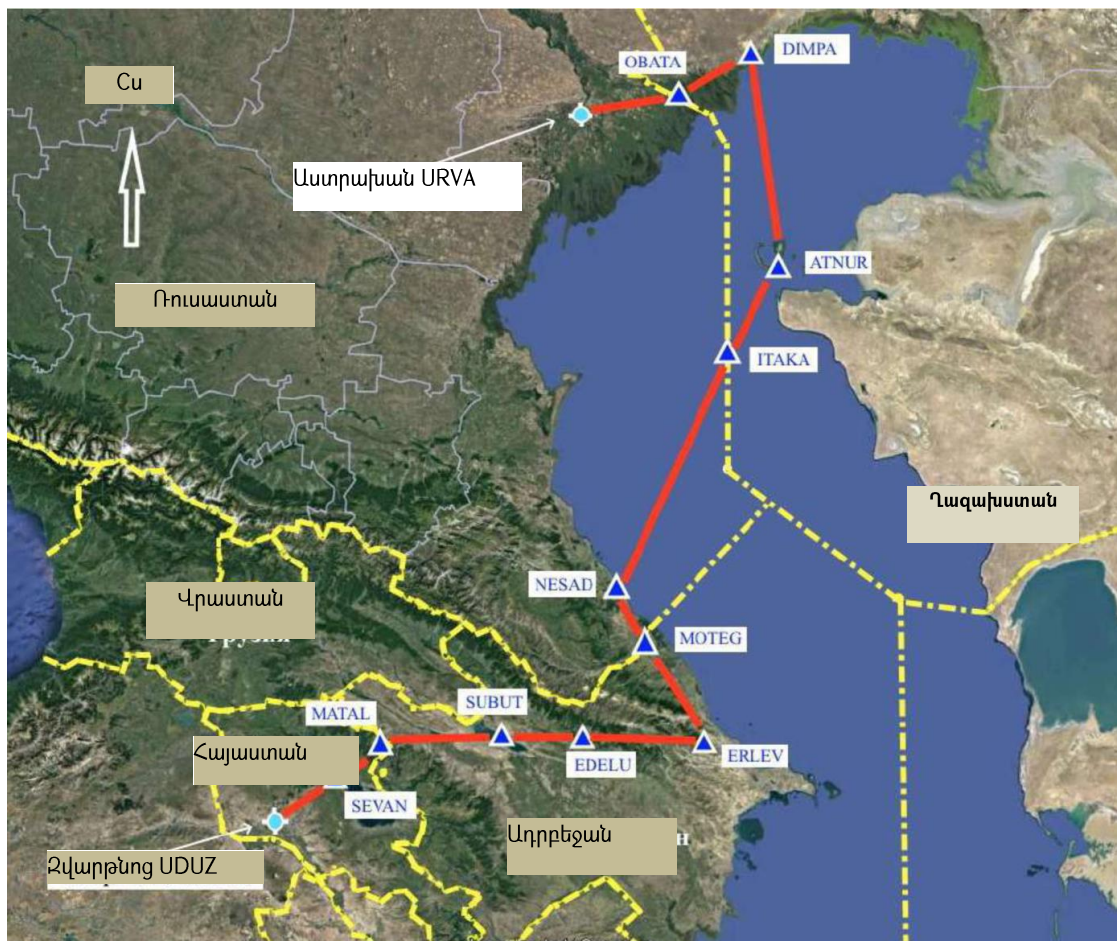 DIMPA
OBATA
Հս
Աստրախան URVA
ATNUR
Ռուսաստան
ITAKA
Ղազախստան
NESAD
Վրաստան
MOTEG
SUBUT
MATAL
Հայաստան
EDELU
ERLEV
SEVAN
Ադրբեջան
Н
Զվարթնոց UDUZ